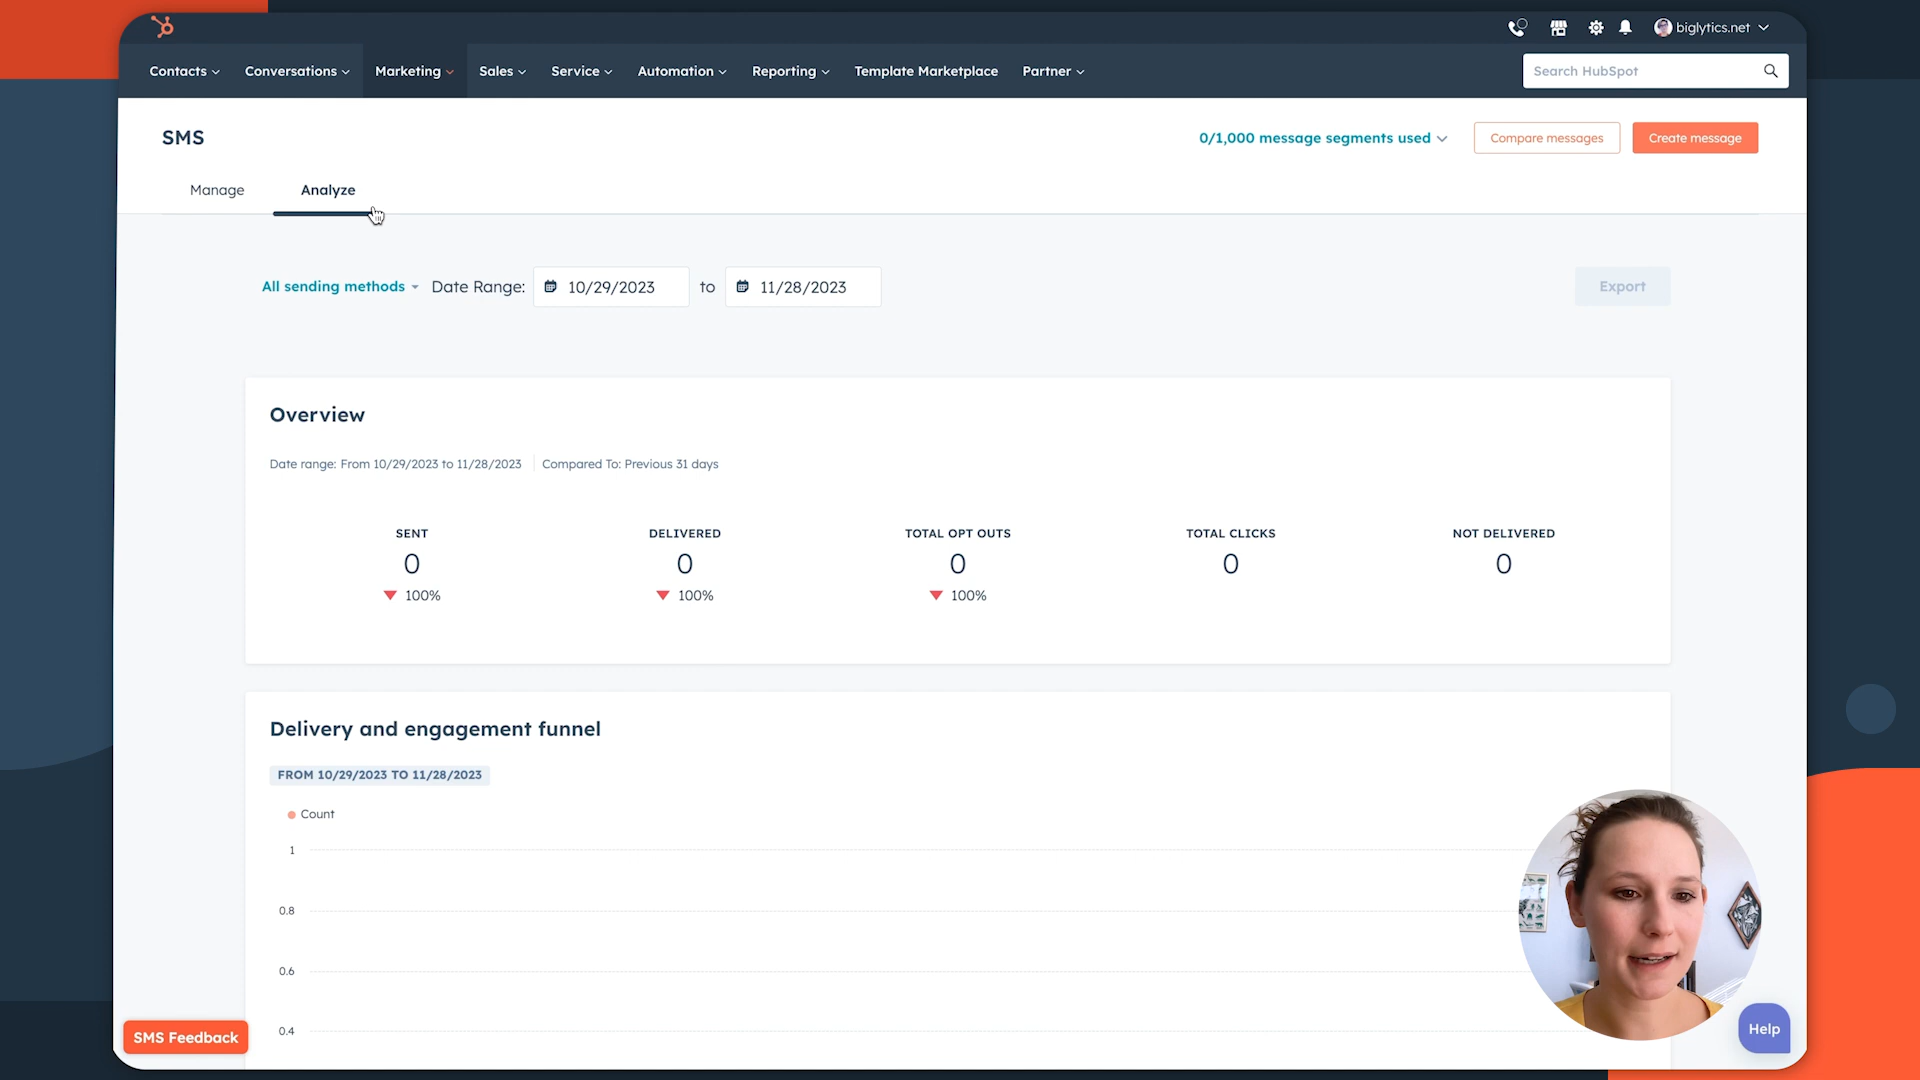 biglytics.net
Contacts
Conversations
Marketing
Sales
Service
Automation
Reporting
Template Marketplace
Partner
Search HubSpot
SMS
0/1,000 message segments used
Compare messages
Create message
Manage
Analyze
All sending methods
Date Range:
10/29/2023
to
11/28/2023
Export
Overview
Date range: From 10/29/2023 to 11/28/2023
Compared To: Previous 31 days
SENT
0
100%
DELIVERED
0
100%
TOTAL OPT OUTS
0
100%
TOTAL CLICKS
0
NOT DELIVERED
0
Delivery and engagement funnel
FROM 10/29/2023 TO 11/28/2023
Count
1
0.8
0.6
0.4
SMS Feedback
Help